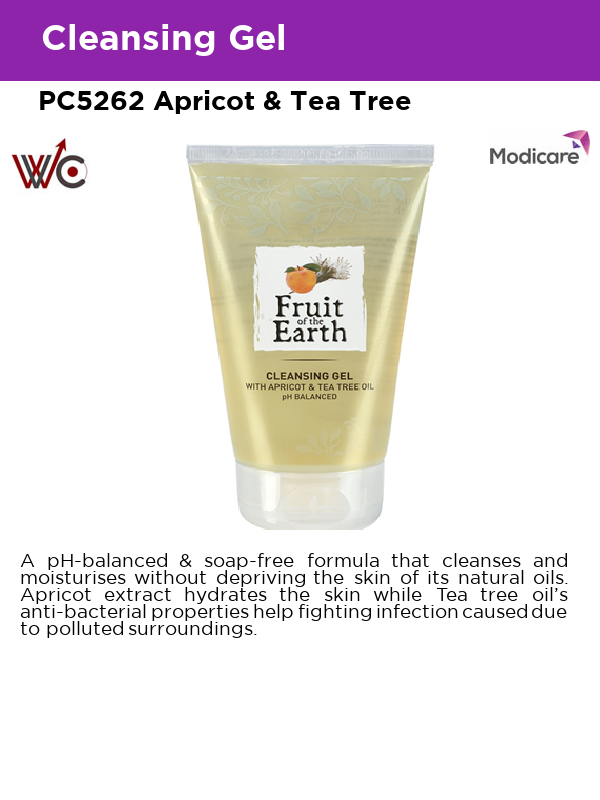 Cleansing Gel
PC5262 Apricot & Tea Tree
WC
Modicare
Fruit
of the
Earth
CLEANSING GEL
WITH APRICOT & TEA TREE OIL
pH BALANCED
A pH-balanced & soap-free formula that cleanses and
moisturises without depriving the skin of its natural oils.
Apricot extract hydrates the skin while Tea tree oil’s
anti-bacterial properties help fighting infection caused due
to polluted surroundings.